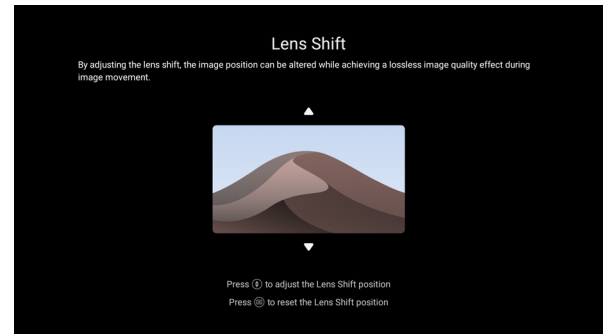 Lens Shift
By adjusting the lens shift, the image position can be altered while achieving a lossless image quality effect during
image movement.
Press to adjust the Lens Shift position
Press OK to reset the Lens Shift position